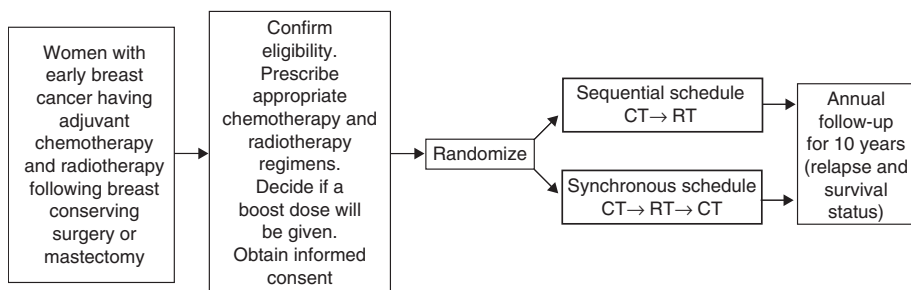 Women with
early breast
cancer having
adjuvant
chemotherapy
and radiotherapy
following breast
conserving
surgery or
mastectomy
Confirm
eligibility.
Prescribe
appropriate
chemotherapy and
radiotherapy
regimens.
Decide if a
boost dose will
be given.
Obtain informed
consent
Randomize
Sequential schedule
CT→ RT
Synchronous schedule
CT→ RT→ CT
Annual
follow-up
for 10 years
(relapse and
survival
status)